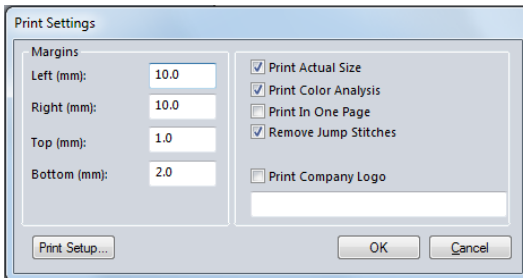 Print Settings
Margins
Left (mm): 10.0
Right (mm): 10.0
Top (mm): 1.0
Bottom (mm): 2.0
Print Actual Size
Print Color Analysis
Print In One Page
Remove Jump Stitches
Print Company Logo
Print Setup...
OK
Cancel